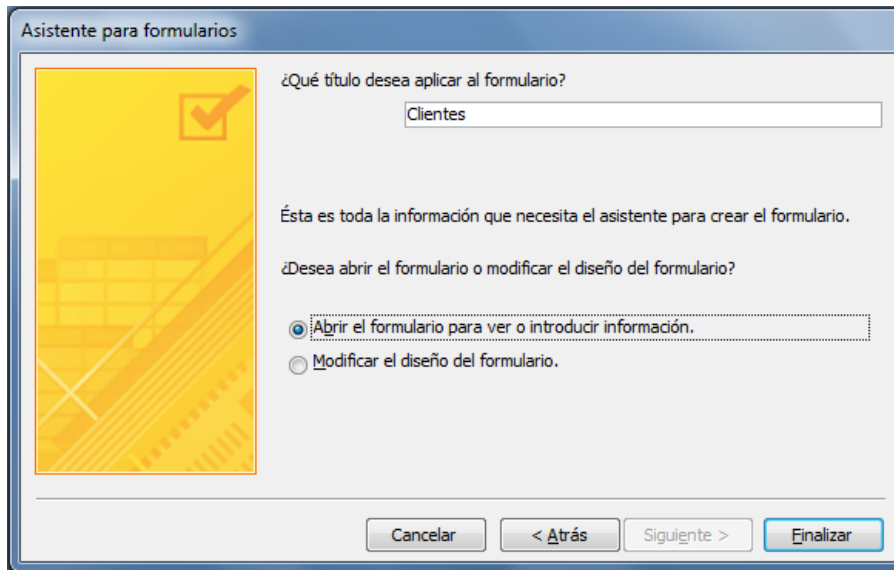 Asistente para formularios
¿Qué título desea aplicar al formulario?
Clientes
Ésta es toda la información que necesita el asistente para crear el formulario.
¿Desea abrir el formulario o modificar el diseño del formulario?
Abrir el formulario para ver o introducir información.
Modificar el diseño del formulario.
Cancelar
< Atrás
Siguiente >
Finalizar